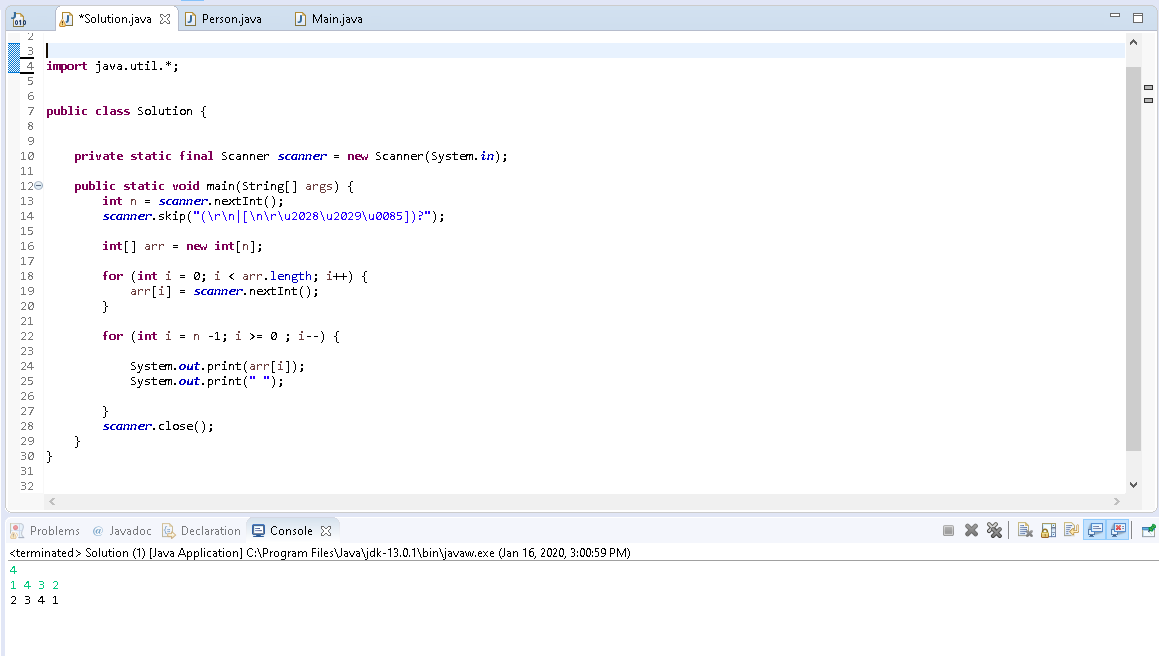 *Solution.java Person.java Main.java
2
3
4 import java.util.*;
5
6
7 public class Solution {
8
9
10 private static final Scanner scanner = new Scanner(System.in);
11
12 public static void main(String[] args) {
13 int n = scanner.nextInt();
14 scanner.skip("(\r\n|[\n\r\u2028\u2029\u0085])?");
15
16 int[] arr = new int[n];
17
18 for (int i = 0; i < arr.length; i++) {
19 arr[i] = scanner.nextInt();
20 }
21
22 for (int i = n -1; i >= 0 ; i--) {
23
24 System.out.print(arr[i]);
25 System.out.print(" ");
26
27 }
28 scanner.close();
29 }
30 }
31
32
Problems @ Javadoc Declaration Console
<terminated> Solution (1) [Java Application] C:\Program Files\Java\jdk-13.0.1\bin\javaw.exe (Jan 16, 2020, 3:00:59 PM)
4
1 4 3 2
2 3 4 1